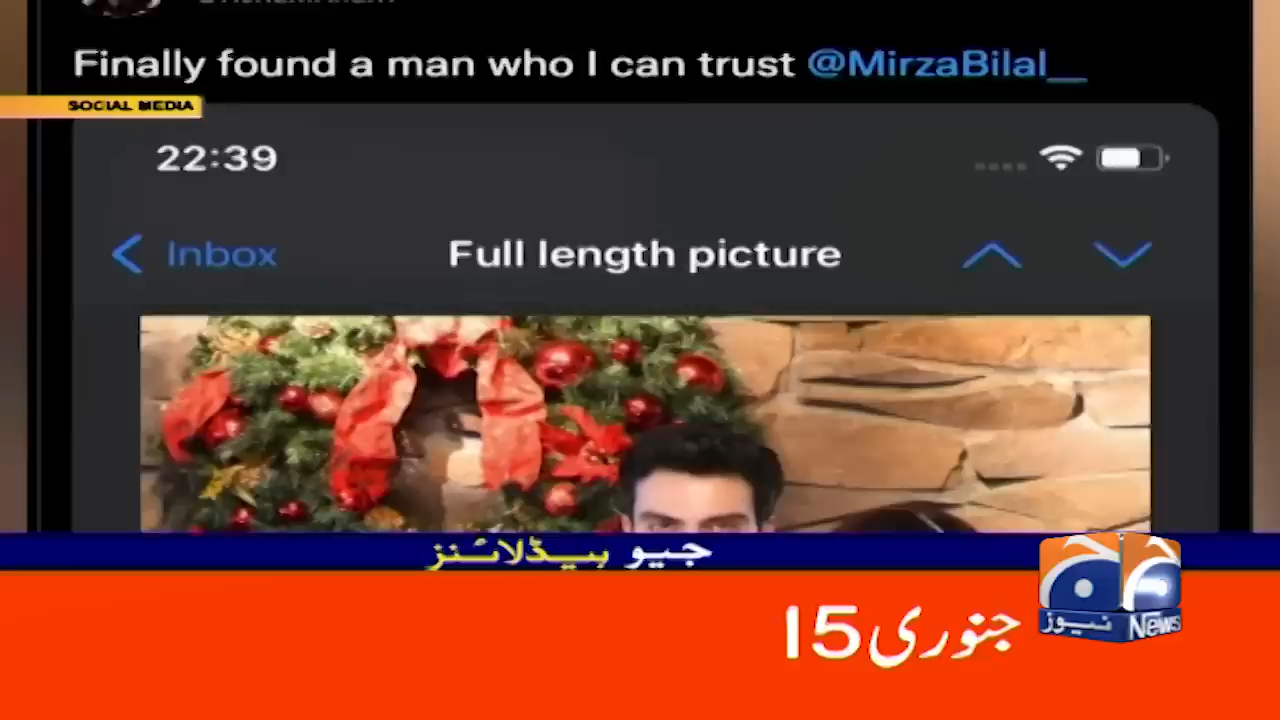 Finally found a man who I can trust @MirzaBilal__
SOCIAL MEDIA
22:39
Inbox
Full length picture
جیو ہیڈلائنز
15 جنوری
نیوز News